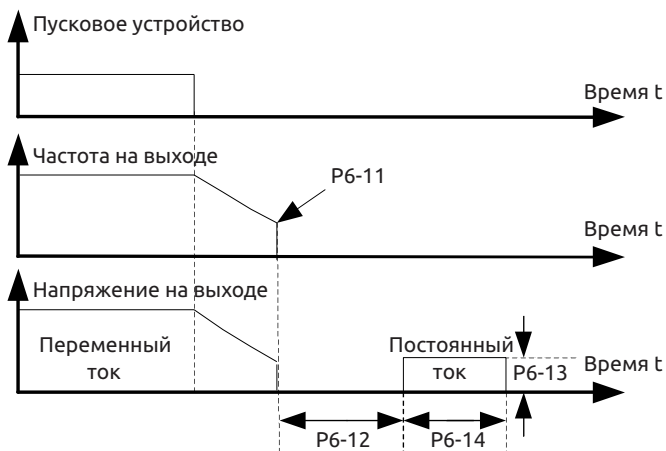 Пусковое устройство
Время t
Частота на выходе
P6-11
Время t
Напряжение на выходе
Переменный
ток
Постоянный
ток
P6-13
Время t
P6-12
P6-14